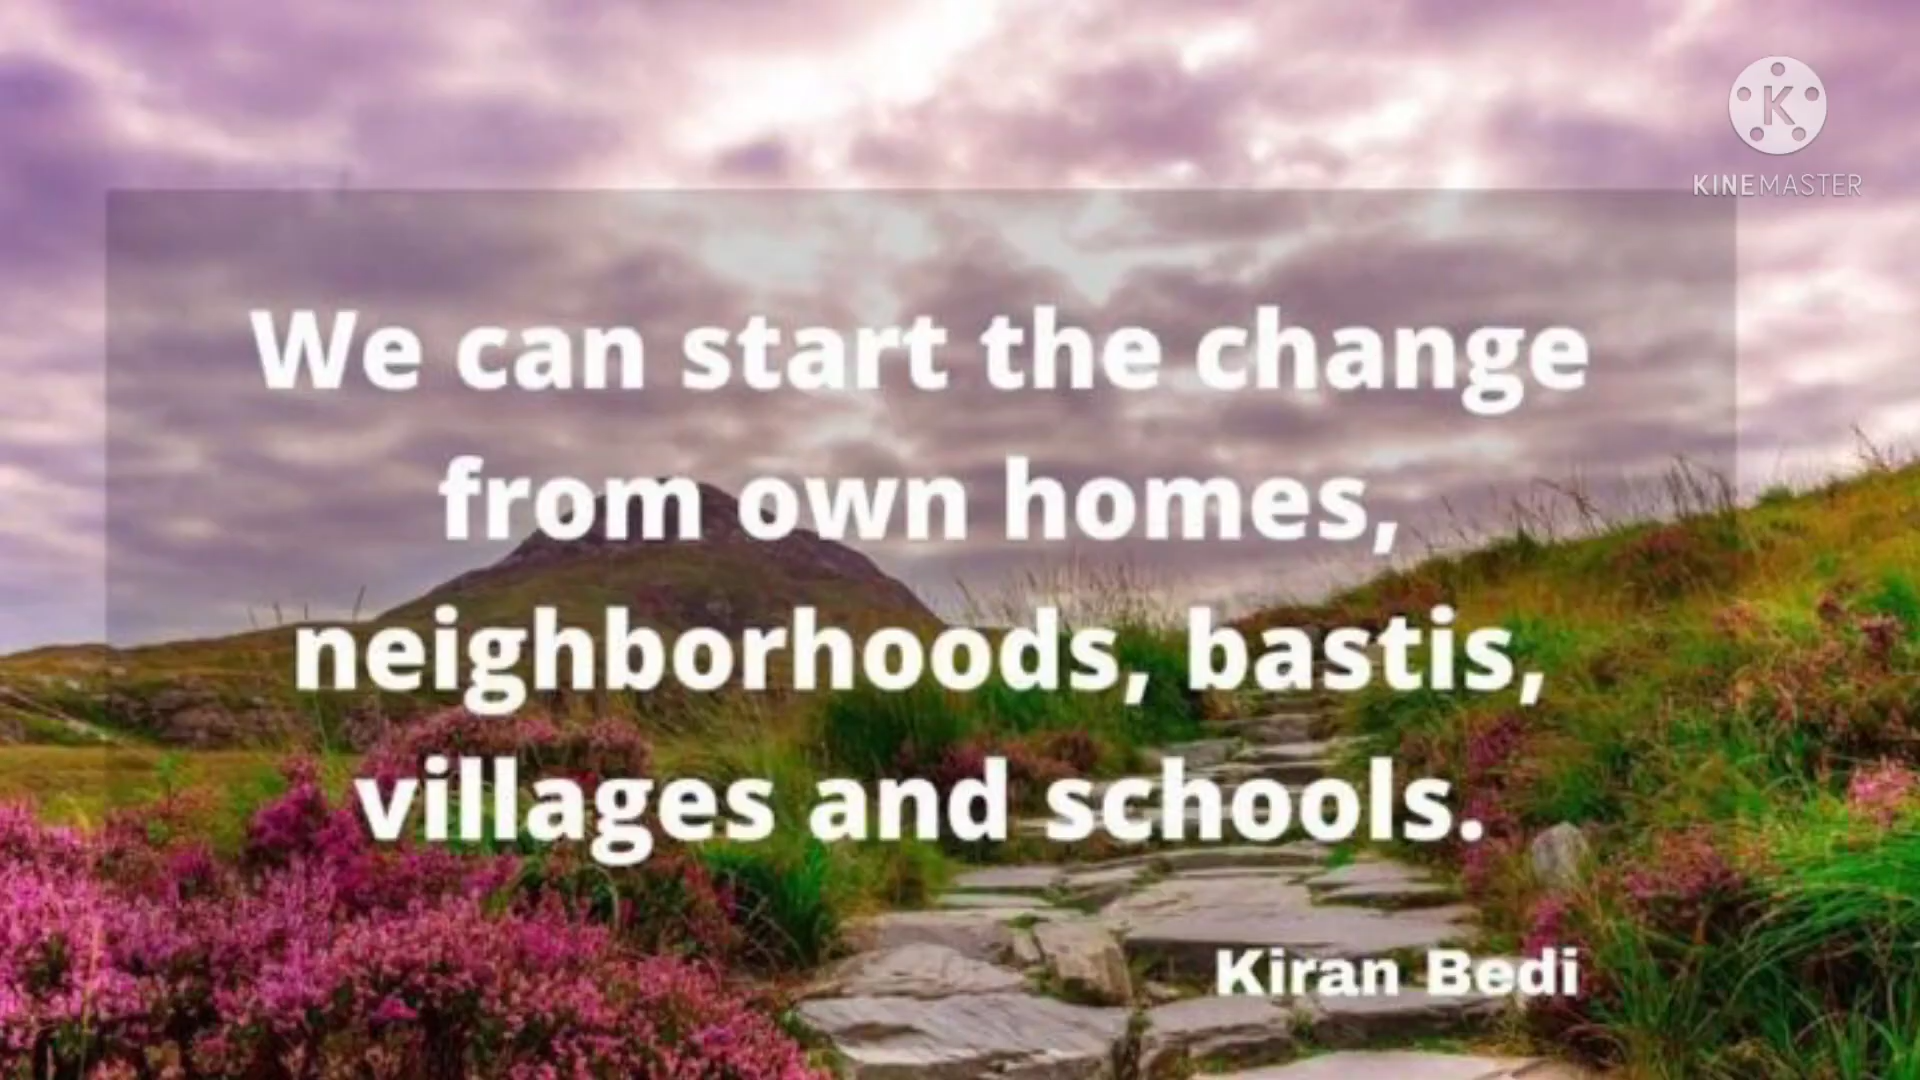 K
KINEMASTER
We can start the change
from own homes,
neighborhoods, bastis,
villages and schools.
Kiran Bedi